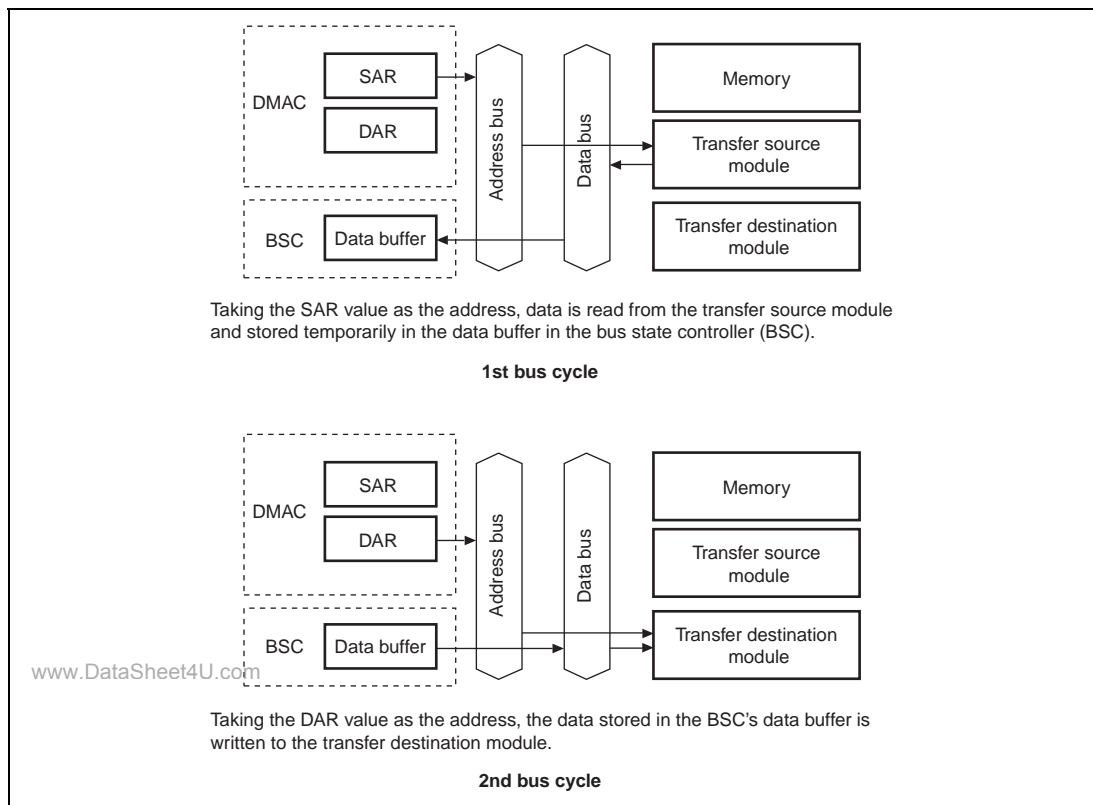 DMAC
SAR
DAR
BSC
Data buffer
Address bus
Data bus
Memory
Transfer source
module
Transfer destination
module
Taking the SAR value as the address, data is read from the transfer source module
and stored temporarily in the data buffer in the bus state controller (BSC).
1st bus cycle
DMAC
SAR
DAR
BSC
Data buffer
Address bus
Data bus
Memory
Transfer source
module
Transfer destination
module
www.DataSheet4U.com
Taking the DAR value as the address, the data stored in the BSC's data buffer is
written to the transfer destination module.
2nd bus cycle